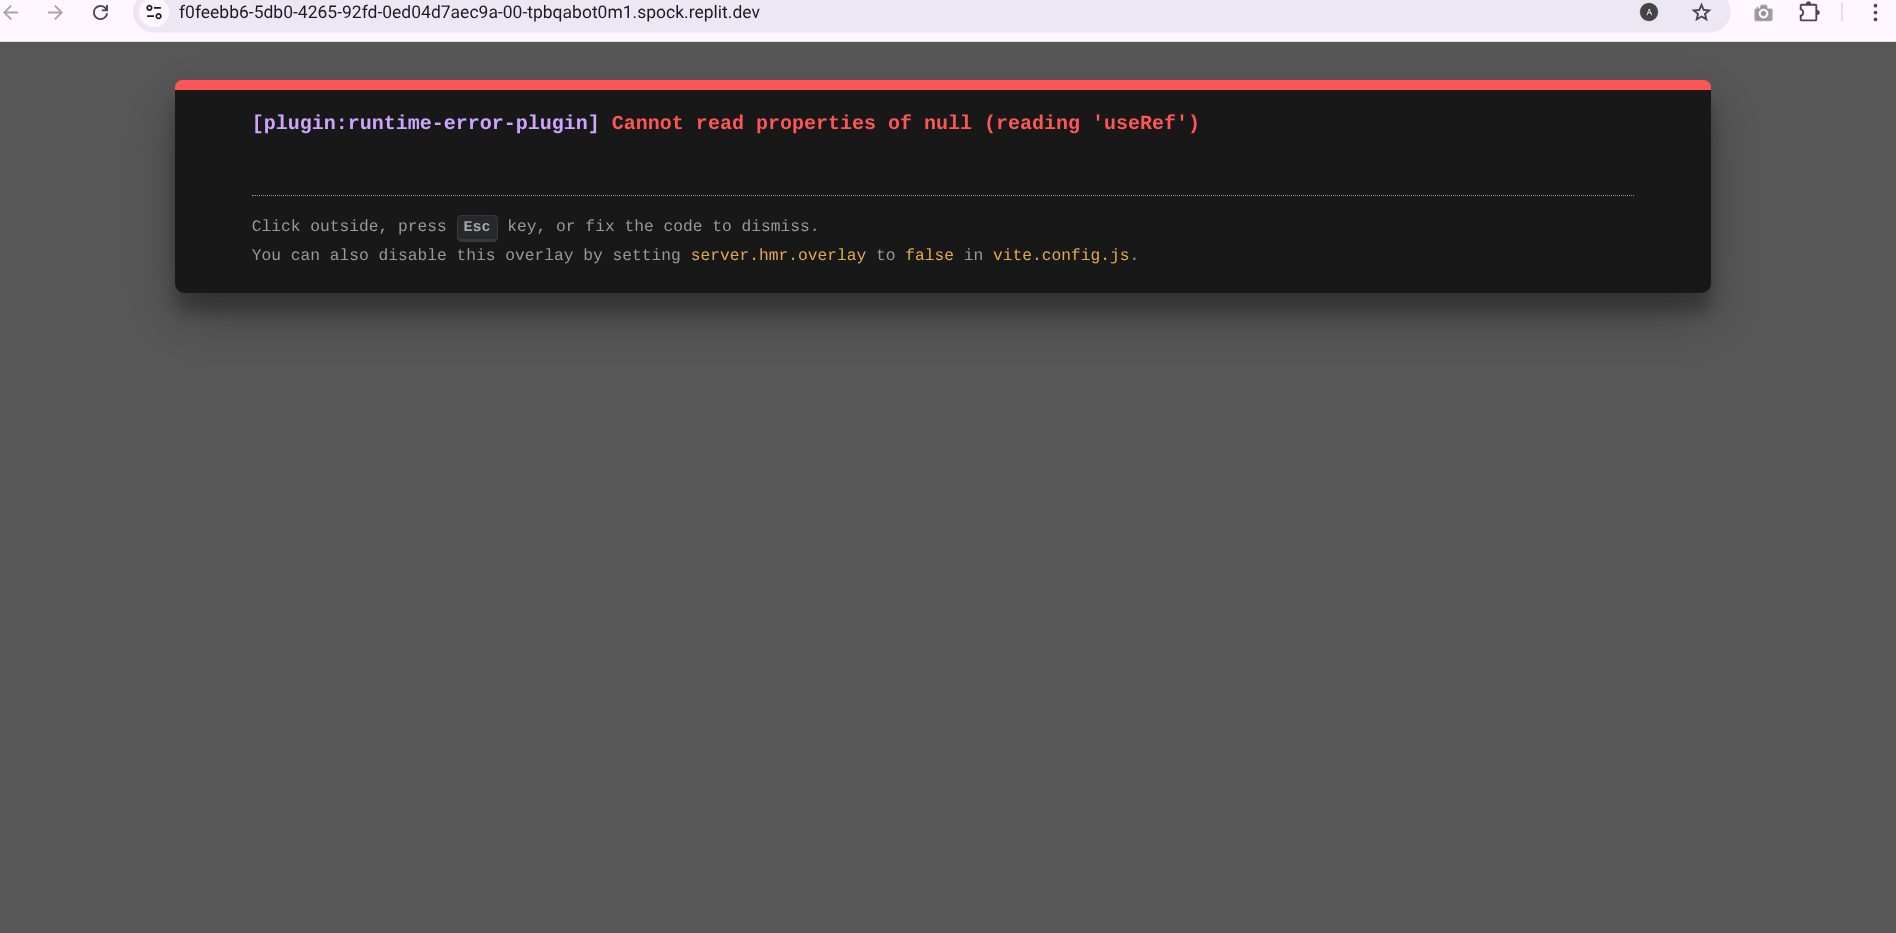 f0feebb6-5db0-4265-92fd-0ed04d7aec9a-00-tpbqabot0m1.spock.replit.dev
A
[plugin:runtime-error-plugin] Cannot read properties of null (reading 'useRef')
Click outside, press Esc key, or fix the code to dismiss.
You can also disable this overlay by setting server.hmr.overlay to false in vite.config.js.